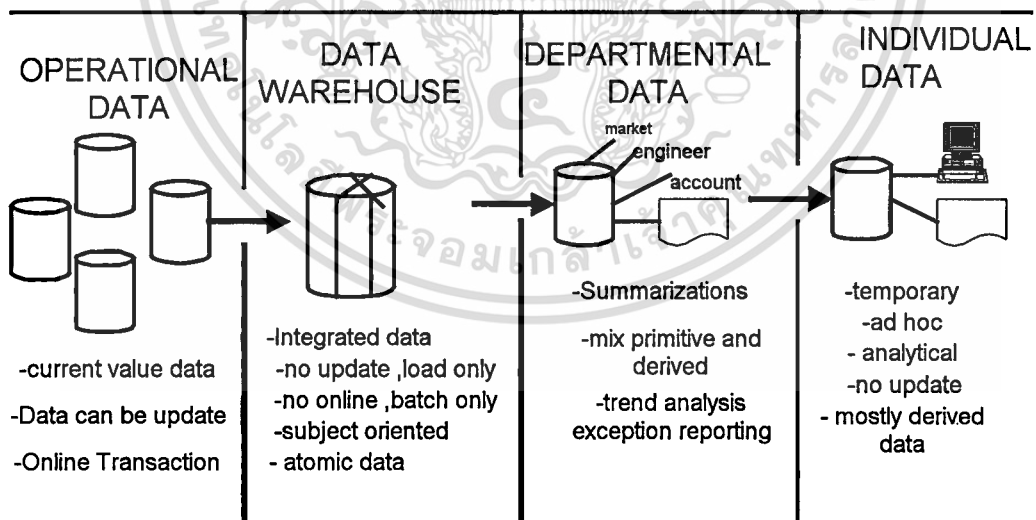 OPERATIONAL
DATA
-current value data
-Data can be update
-Online Transaction
DATA
WAREHOUSE
-Integrated data
-no update ,load only
-no online ,batch only
-subject oriented
- atomic data
DEPARTMENTAL
DATA
market
engineer
account
-Summarizations
-mix primitive and
derived
-trend analysis
exception reporting
INDIVIDUAL
DATA
-temporary
-ad hoc
- analytical
-no update
- mostly derived
data